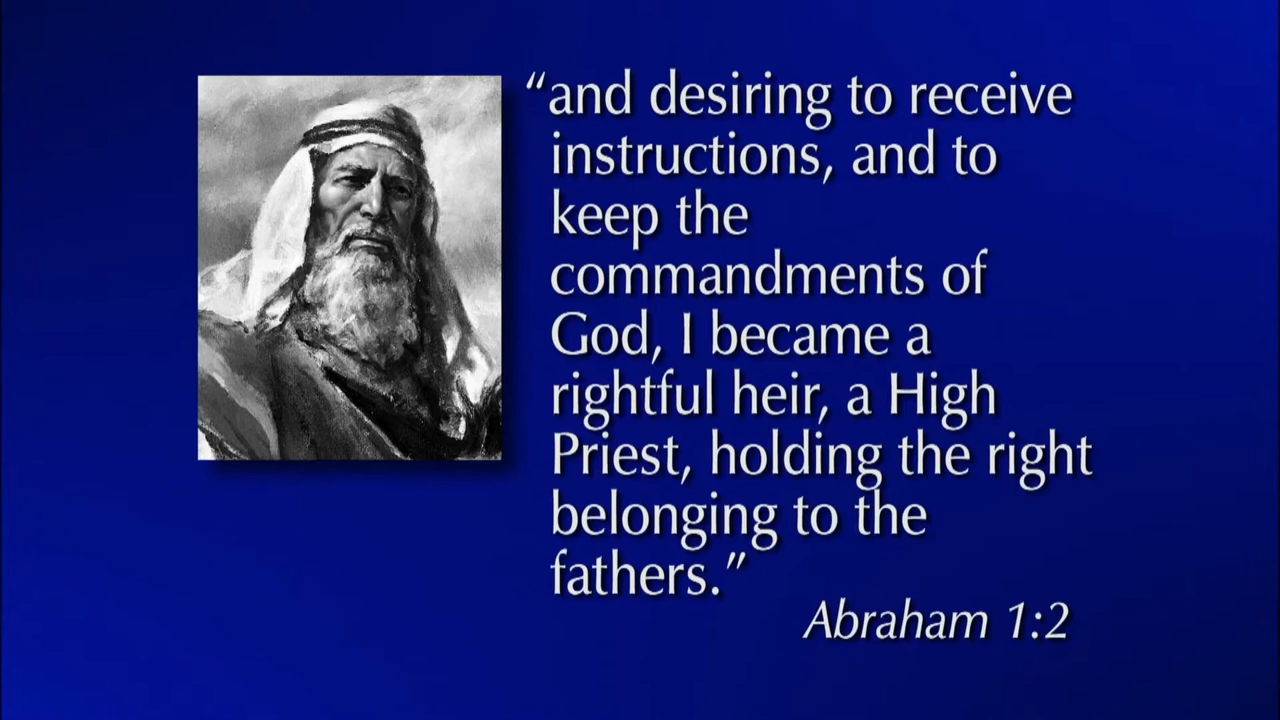 “and desiring to receive
instructions, and to
keep the
commandments of
God, I became a
rightful heir, a High
Priest, holding the right
belonging to the
fathers.”
Abraham 1:2